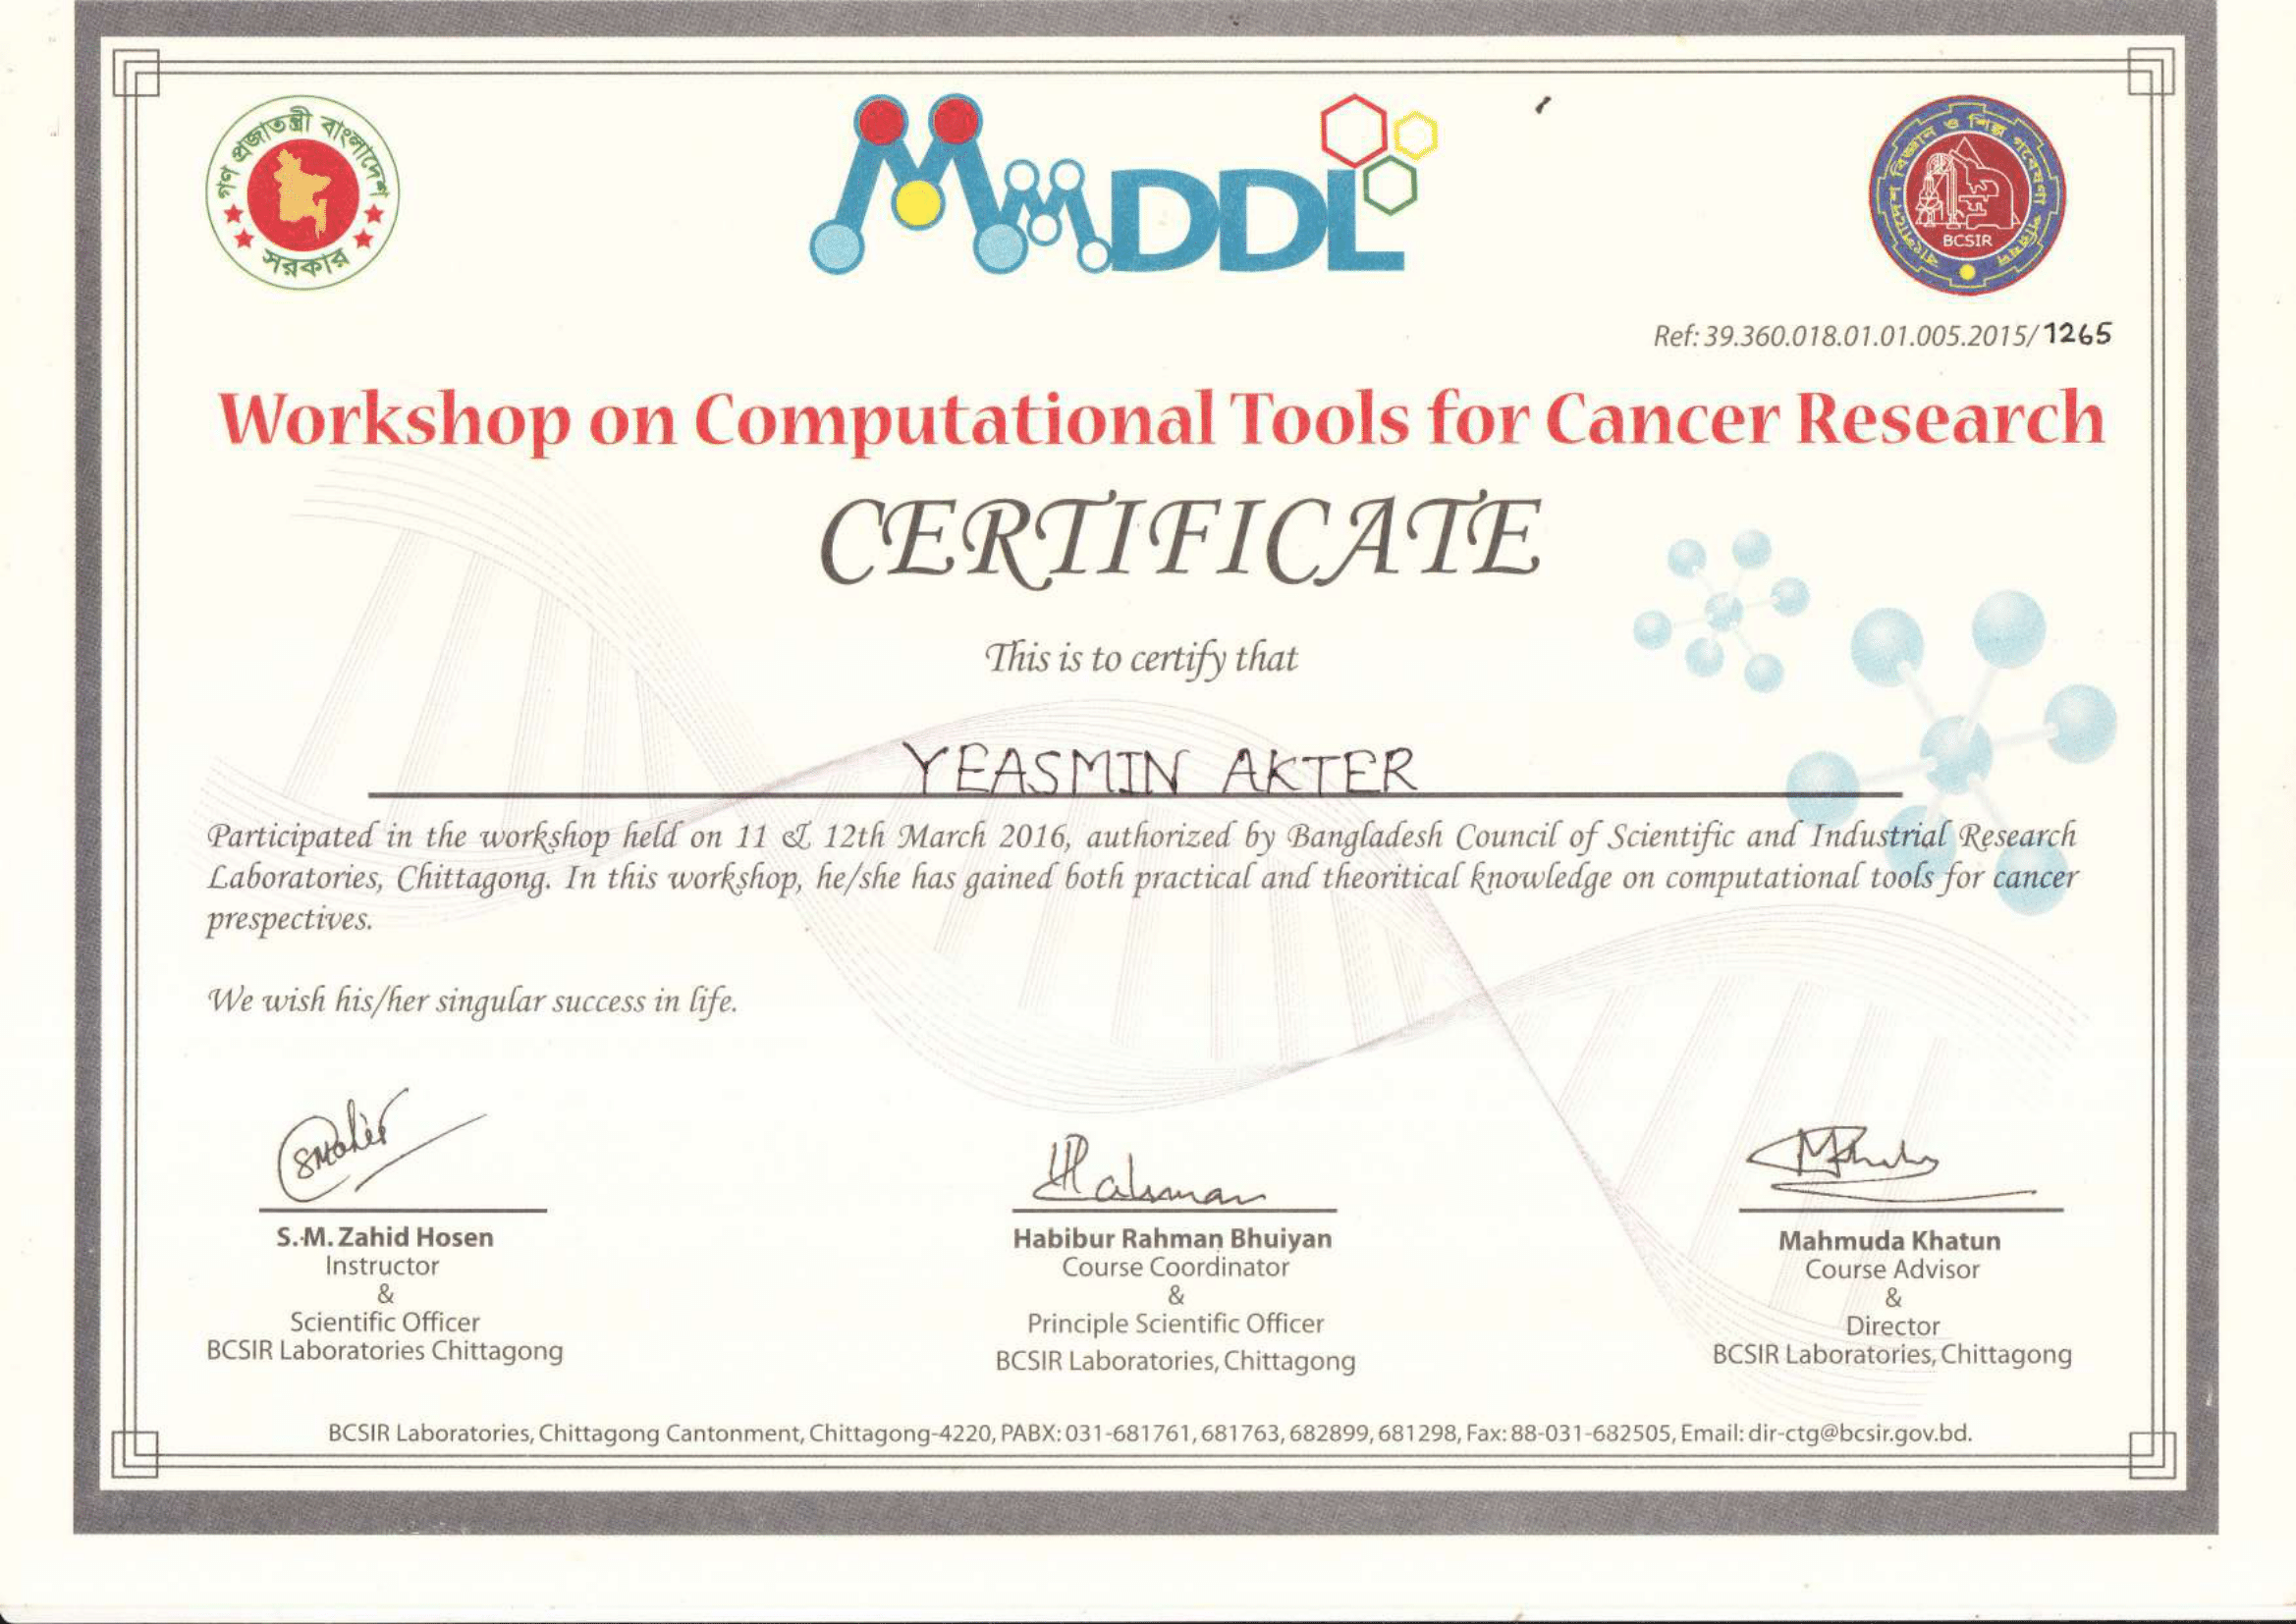 গণ প্রজাতন্ত্রী বাংলাদেশ
সরকার
MMDDL
বাংলাদেশ বিজ্ঞান ও শিল্প গবেষণা পরিষদ
BCSIR
Ref: 39.360.018.01.01.005.2015/ 1265
Workshop on Computational Tools for Cancer Research
CERTIFICATE
This is to certify that
YEASMIN AKTER
Participated in the workshop held on 11 & 12th March 2016, authorized by Bangladesh Council of Scientific and Industrial Research
Laboratories, Chittagong. In this workshop, he/she has gained both practical and theoritical knowledge on computational tools for cancer
prespectives.
We wish his/her singular success in life.
Rahman
S.M. Zahid Hosen
Instructor
&
Scientific Officer
BCSIR Laboratories Chittagong
Habibur Rahman Bhuiyan
Course Coordinator
&
Principle Scientific Officer
BCSIR Laboratories, Chittagong
Mahmuda Khatun
Course Advisor
&
Director
BCSIR Laboratories, Chittagong
BCSIR Laboratories, Chittagong Cantonment, Chittagong-4220, PABX: 031-681761, 681763, 682899, 681298, Fax: 88-031-682505, Email: dir-ctg@bcsir.gov.bd.